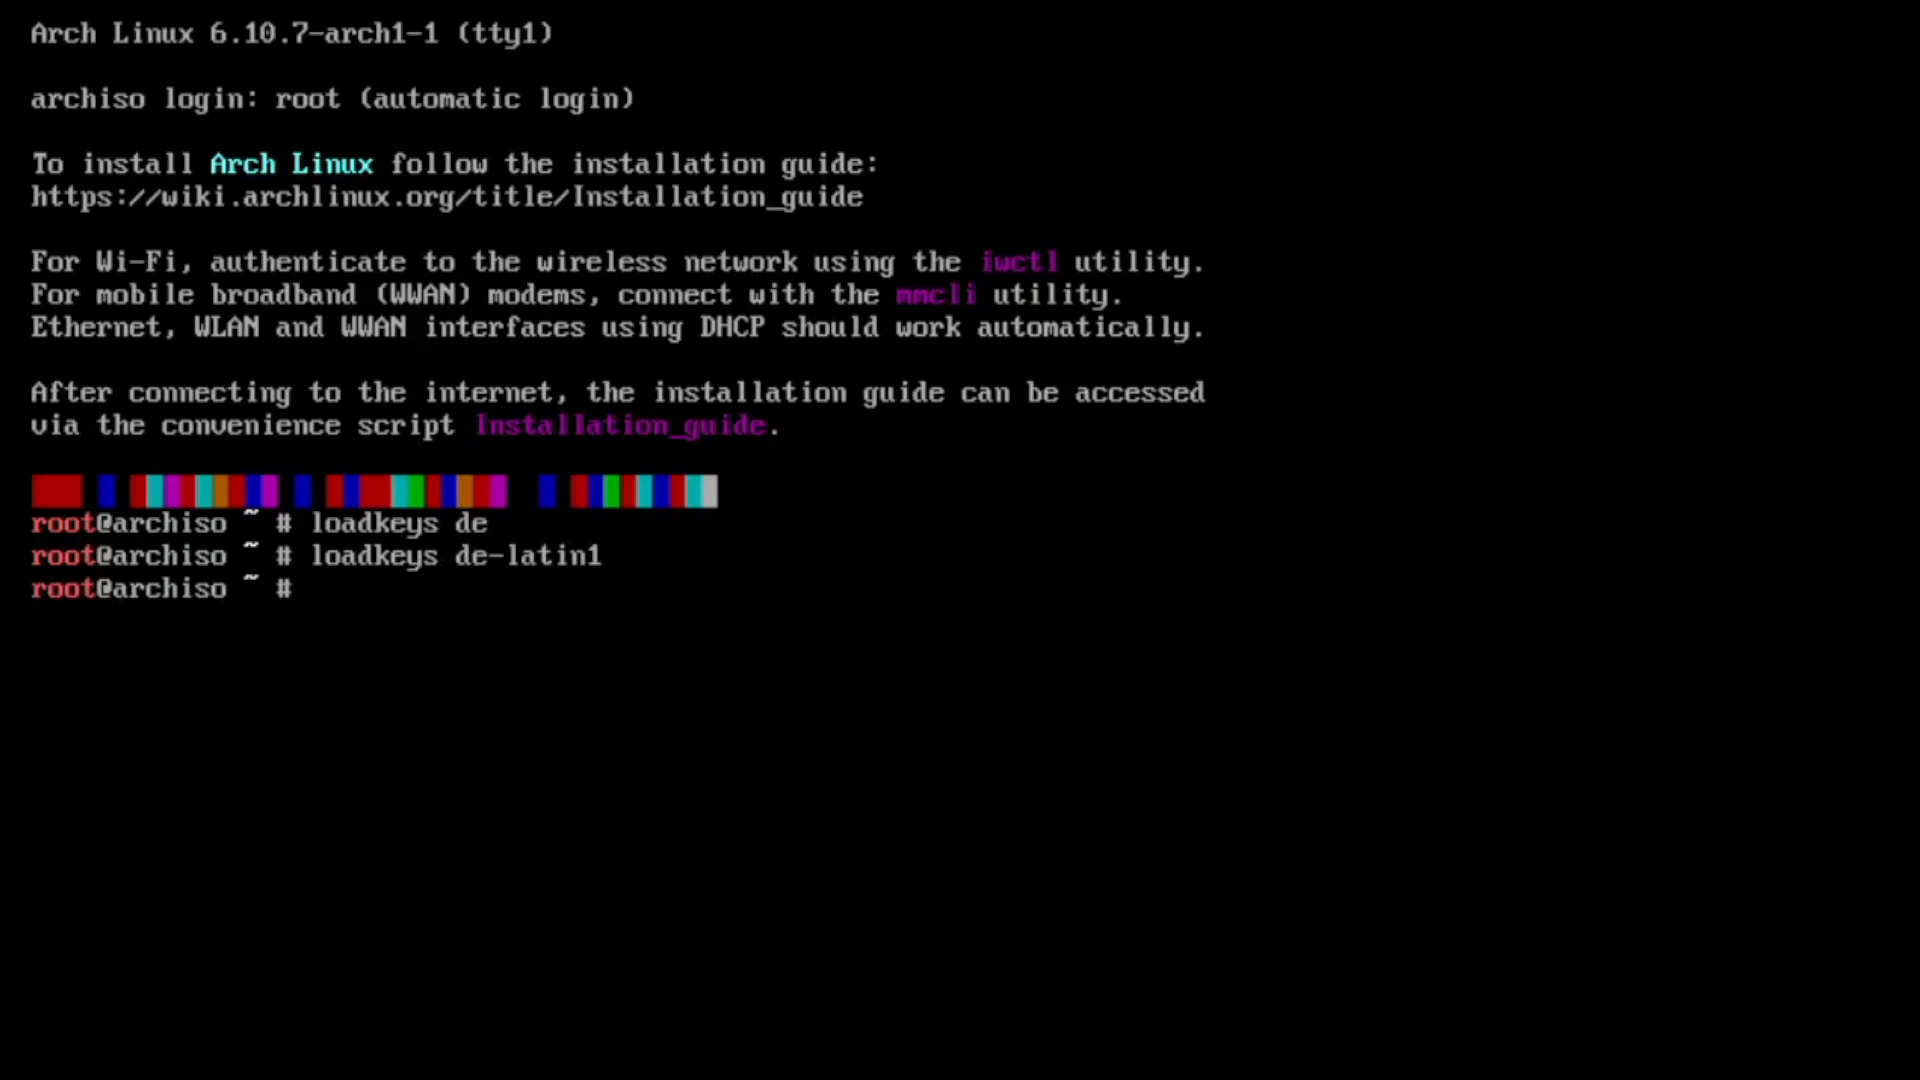 Arch Linux 6.10.7-arch1-1 (tty1)
archiso login: root (automatic login)
To install Arch Linux follow the installation guide:
https://wiki.archlinux.org/title/Installation_guide
For Wi-Fi, authenticate to the wireless network using the iwctl utility.
For mobile broadband (WWAN) modems, connect with the mmcli utility.
Ethernet, WLAN and WWAN interfaces using DHCP should work automatically.
After connecting to the internet, the installation guide can be accessed
via the convenience script Installation_guide.
root@archiso ~ # loadkeys de
root@archiso ~ # loadkeys de-latin1
root@archiso ~ #